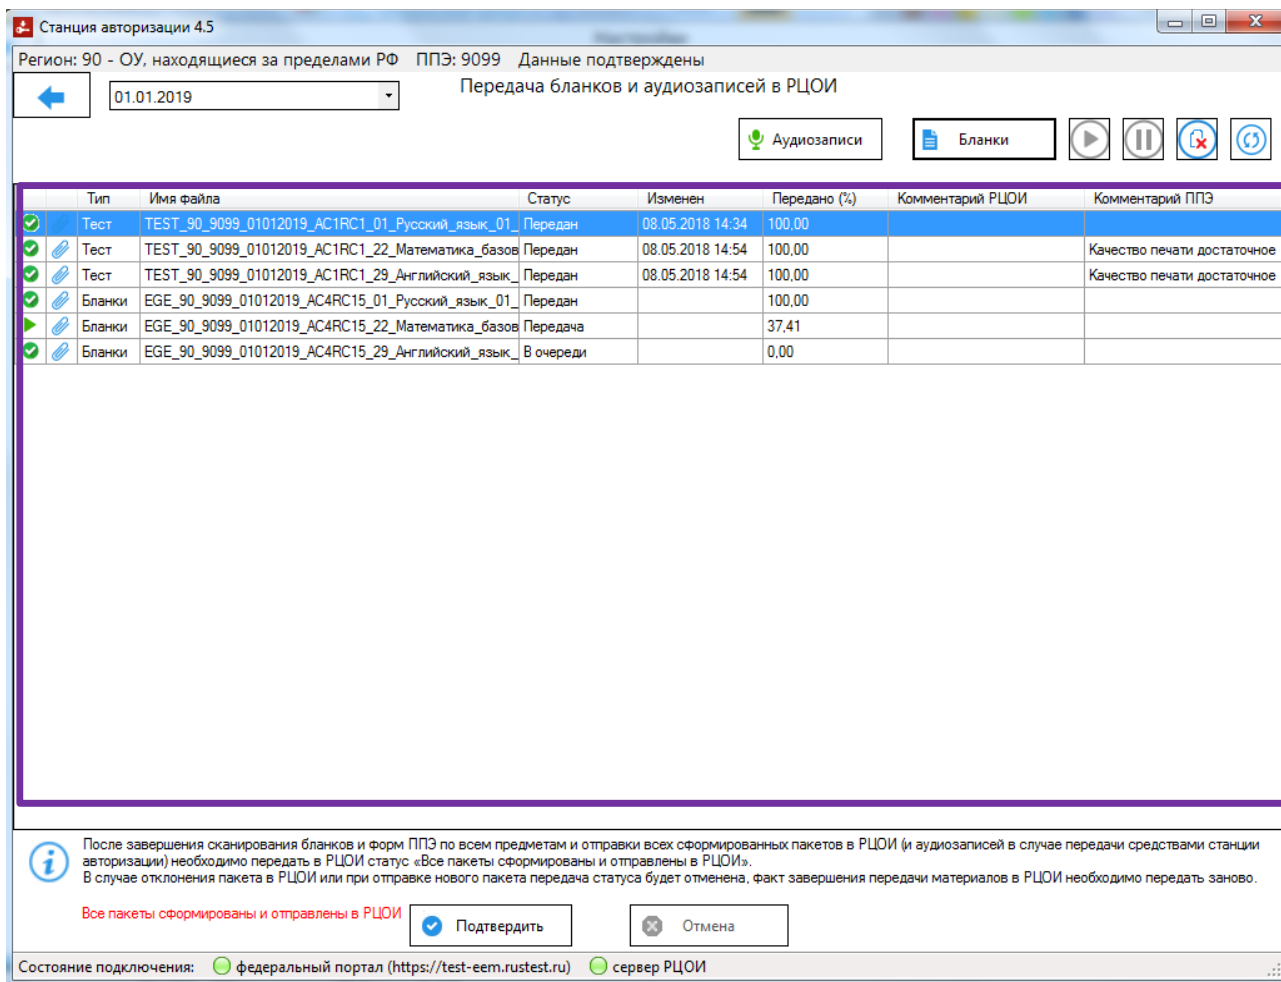 Станция авторизации 4.5
Регион: 90 - ОУ, находящиеся за пределами РФ ППЭ: 9099 Данные подтверждены
01.01.2019
Передача бланков и аудиозаписей в РЦОИ
Аудиозаписи Бланки
Тип Имя файла Статус Изменен Передано (%) Комментарий РЦОИ Комментарий ППЭ
Тест TEST_90_9099_01012019_AC1RC1_01_Русский_язык_01_ Передан 08.05.2018 14:34 100,00
Тест TEST_90_9099_01012019_AC1RC1_22_Математика_базов Передан 08.05.2018 14:54 100,00 Качество печати достаточное
Тест TEST_90_9099_01012019_AC1RC1_29_Английский_язык_ Передан 08.05.2018 14:54 100,00 Качество печати достаточное
Бланки EGE_90_9099_01012019_AC4RC15_01_Русский_язык_01_ Передан 100,00
Бланки EGE_90_9099_01012019_AC4RC15_22_Математика_базов Передача 37,41
Бланки EGE_90_9099_01012019_AC4RC15_29_Английский_язык_ В очереди 0,00
После завершения сканирования бланков и форм ППЭ по всем предметам и отправки всех сформированных пакетов в РЦОИ (и аудиозаписей в случае передачи средствами станции
авторизации) необходимо передать в РЦОИ статус «Все пакеты сформированы и отправлены в РЦОИ».
В случае отклонения пакета в РЦОИ или при отправке нового пакета передача статуса будет отменена, факт завершения передачи материалов в РЦОИ необходимо передать заново.
Все пакеты сформированы и отправлены в РЦОИ Подтвердить Отмена
Состояние подключения: федеральный портал (https://test-eem.rustest.ru) сервер РЦОИ